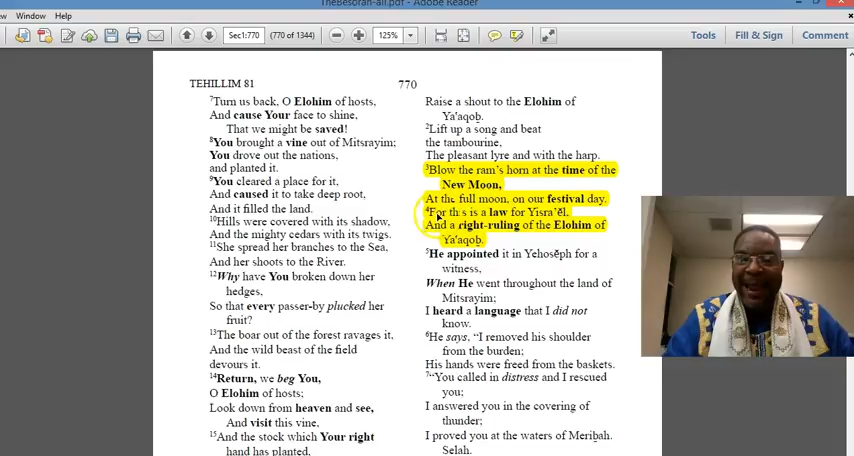 TheBesorah-all.pdf - Adobe Reader
Window Help
Sec1:770 (770 of 1344) 125% Tools Fill & Sign Comment
TEHILLIM 81 770
⁷Turn us back, O Elohim of hosts,
And cause Your face to shine,
That we might be saved!
⁸You brought a vine out of Mitsrayim;
You drove out the nations,
and planted it.
⁹You cleared a place for it,
And caused it to take deep root,
And it filled the land.
¹⁰Hills were covered with its shadow,
And the mighty cedars with its twigs.
¹¹She spread her branches to the Sea,
And her shoots to the River.
¹²Why have You broken down her
hedges,
So that every passer-by plucked her
fruit?
¹³The boar out of the forest ravages it,
And the wild beast of the field
devours it.
¹⁴Return, we beg You,
O Elohim of hosts;
Look down from heaven and see,
And visit this vine,
¹⁵And the stock which Your right
hand has planted,
Raise a shout to the Elohim of
Ya‛aqoḇ.
²Lift up a song and beat
the tambourine,
The pleasant lyre and with the harp.
³Blow the ram's horn at the time of the
New Moon,
At the full moon, on our festival day.
⁴For this is a law for Yisra'ĕl,
And a right-ruling of the Elohim of
Ya‛aqoḇ.
⁵He appointed it in Yehosĕph for a
witness,
When He went throughout the land of
Mitsrayim;
I heard a language that I did not
know.
⁶He says, “I removed his shoulder
from the burden;
His hands were freed from the baskets.
⁷“You called in distress and I rescued
you;
I answered you in the covering of
thunder;
I proved you at the waters of Meriḇah.
Selah.